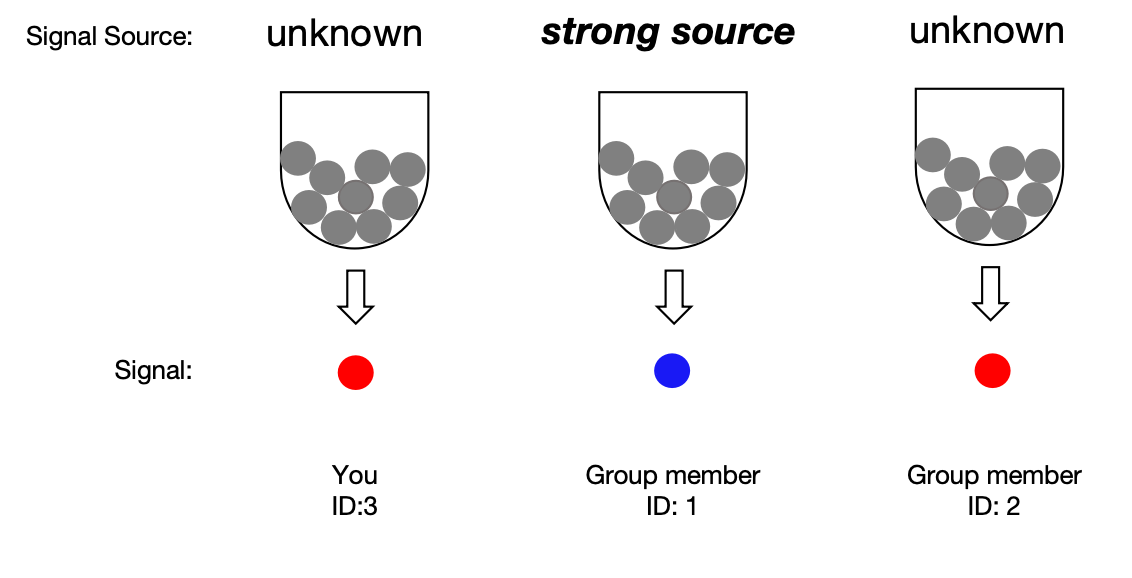 Signal Source: unknown strong source unknown
Signal:
You Group member Group member
ID:3 ID: 1 ID: 2